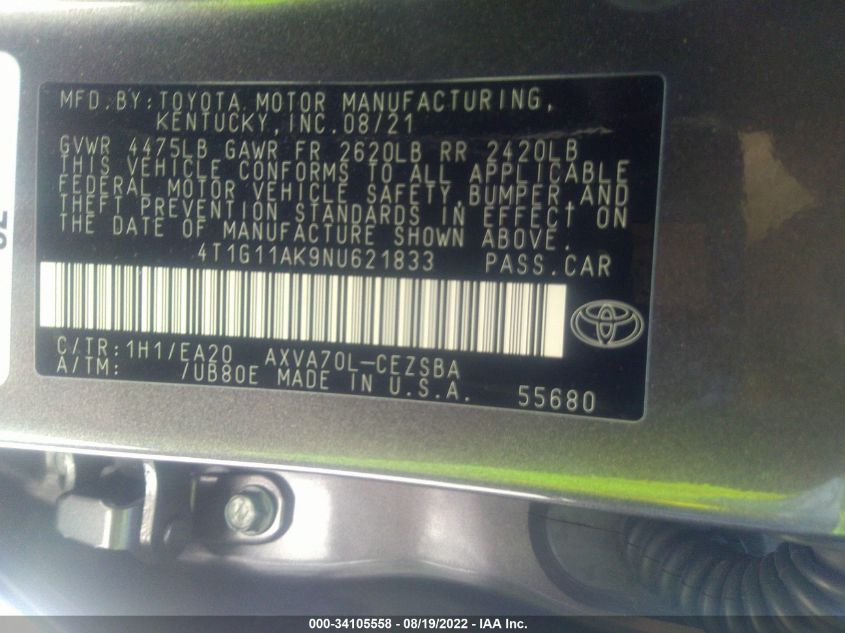 MFD. BY: TOYOTA MOTOR MANUFACTURING,
KENTUCKY, INC. 08/21
GVWR 4475LB GAWR FR 2620LB RR 2420LB
THIS VEHICLE CONFORMS TO ALL APPLICABLE
FEDERAL MOTOR VEHICLE SAFETY, BUMPER, AND
THEFT PREVENTION STANDARDS IN EFFECT ON
THE DATE OF MANUFACTURE SHOWN ABOVE.
4T1G11AK9NU621833 PASS. CAR
C/TR: 1H1/EA20 AXVA70L-CEZSBA
A/TM: /UB80E MADE IN U.S.A. 55680
000-34105558 - 08/19/2022 - IAA Inc.